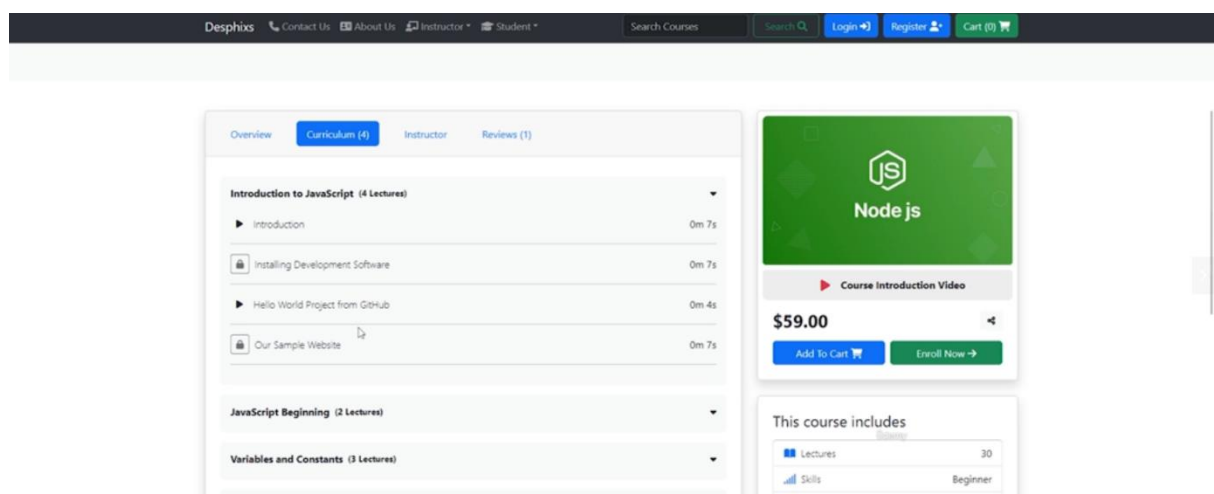 Desphixs Contact Us About Us Instructor Student Search Courses Search Login Register Cart (0)
Overview Curriculum (4) Instructor Reviews (1)
Introduction to JavaScript (4 Lectures)
Introduction 0m 7s
Installing Development Software 0m 7s
Hello World Project from GitHub 0m 4s
Our Sample Website 0m 7s
JavaScript Beginning (2 Lectures)
Variables and Constants (3 Lectures)
JS
Node js
Course Introduction Video
$59.00
Add To Cart Enroll Now
This course includes
Lectures 30
Skills Beginner